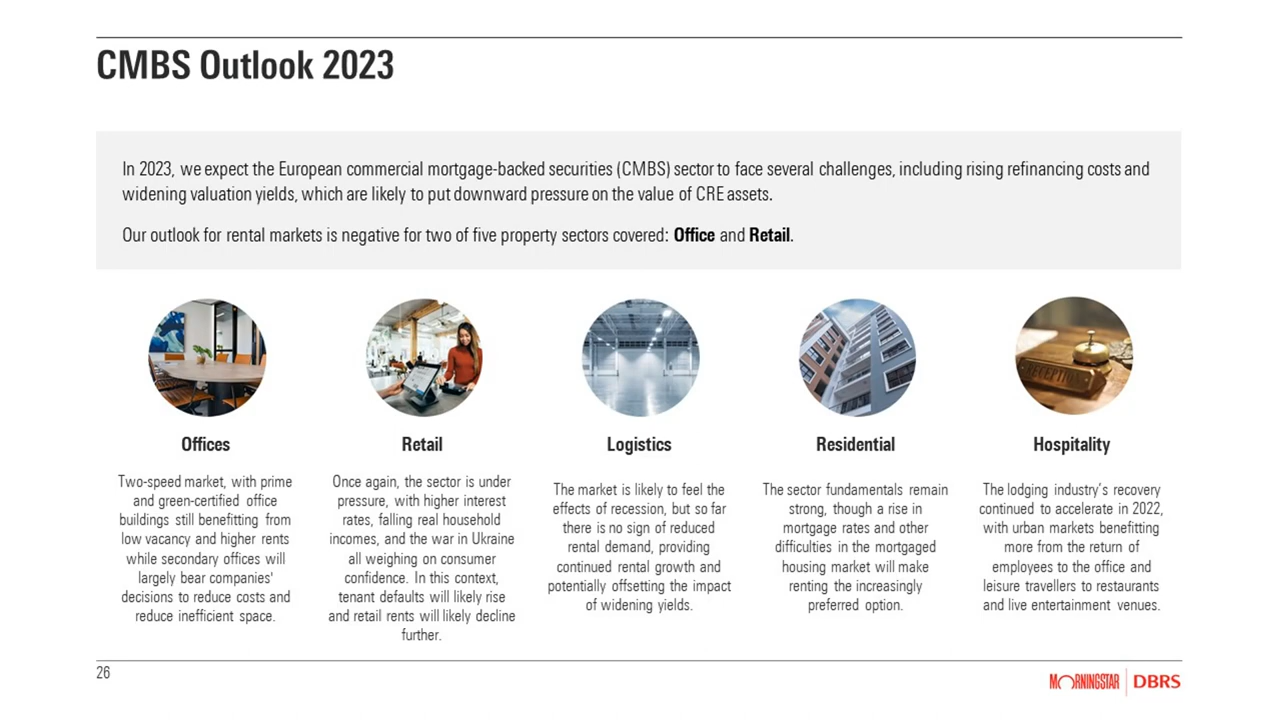 CMBS Outlook 2023
In 2023, we expect the European commercial mortgage-backed securities (CMBS) sector to face several challenges, including rising refinancing costs and
widening valuation yields, which are likely to put downward pressure on the value of CRE assets.
Our outlook for rental markets is negative for two of five property sectors covered: Office and Retail.
RECEPTION
Offices
Two-speed market, with prime
and green-certified office
buildings still benefitting from
low vacancy and higher rents
while secondary offices will
largely bear companies'
decisions to reduce costs and
reduce inefficient space.
Retail
Once again, the sector is under
pressure, with higher interest
rates, falling real household
incomes, and the war in Ukraine
all weighing on consumer
confidence. In this context,
tenant defaults will likely rise
and retail rents will likely decline
further.
Logistics
The market is likely to feel the
effects of recession, but so far
there is no sign of reduced
rental demand, providing
continued rental growth and
potentially offsetting the impact
of widening yields.
Residential
The sector fundamentals remain
strong, though a rise in
mortgage rates and other
difficulties in the mortgaged
housing market will make
renting the increasingly
preferred option.
Hospitality
The lodging industry's recovery
continued to accelerate in 2022,
with urban markets benefitting
more from the return of
employees to the office and
leisure travellers to restaurants
and live entertainment venues.
26
MORNINGSTAR | DBRS